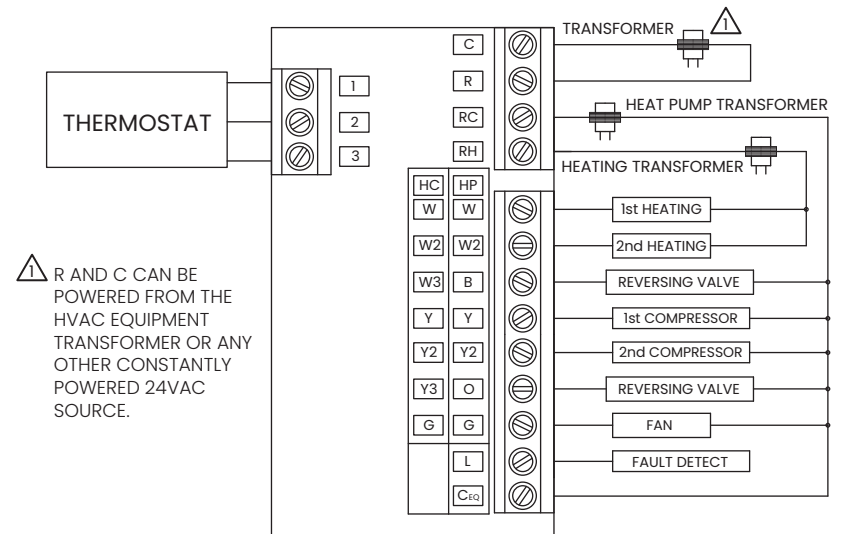 TRANSFORMER
1
C
R
1
RC
HEAT PUMP TRANSFORMER
THERMOSTAT
2
3
RH
HEATING TRANSFORMER
HC HP
W W 1st HEATING
W2 W2 2nd HEATING
W3 B REVERSING VALVE
Y Y 1st COMPRESSOR
Y2 Y2 2nd COMPRESSOR
Y3 O REVERSING VALVE
G G FAN
L FAULT DETECT
CEQ
1 R AND C CAN BE
POWERED FROM THE
HVAC EQUIPMENT
TRANSFORMER OR ANY
OTHER CONSTANTLY
POWERED 24VAC
SOURCE.